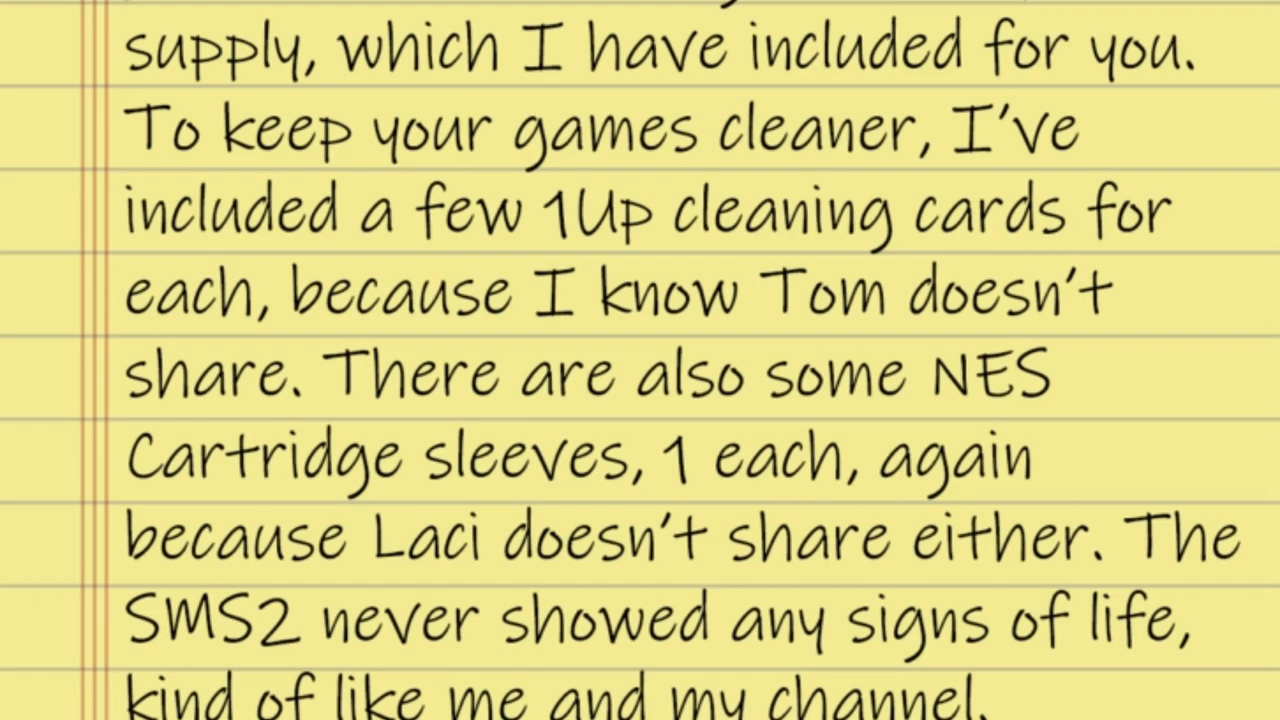 supply, which I have included for you.
To keep your games cleaner, I've
included a few 1Up cleaning cards for
each, because I know Tom doesn't
share. There are also some NES
Cartridge sleeves, 1 each, again
because Laci doesn't share either. The
SMS2 never showed any signs of life,
kind of like me and my channel.